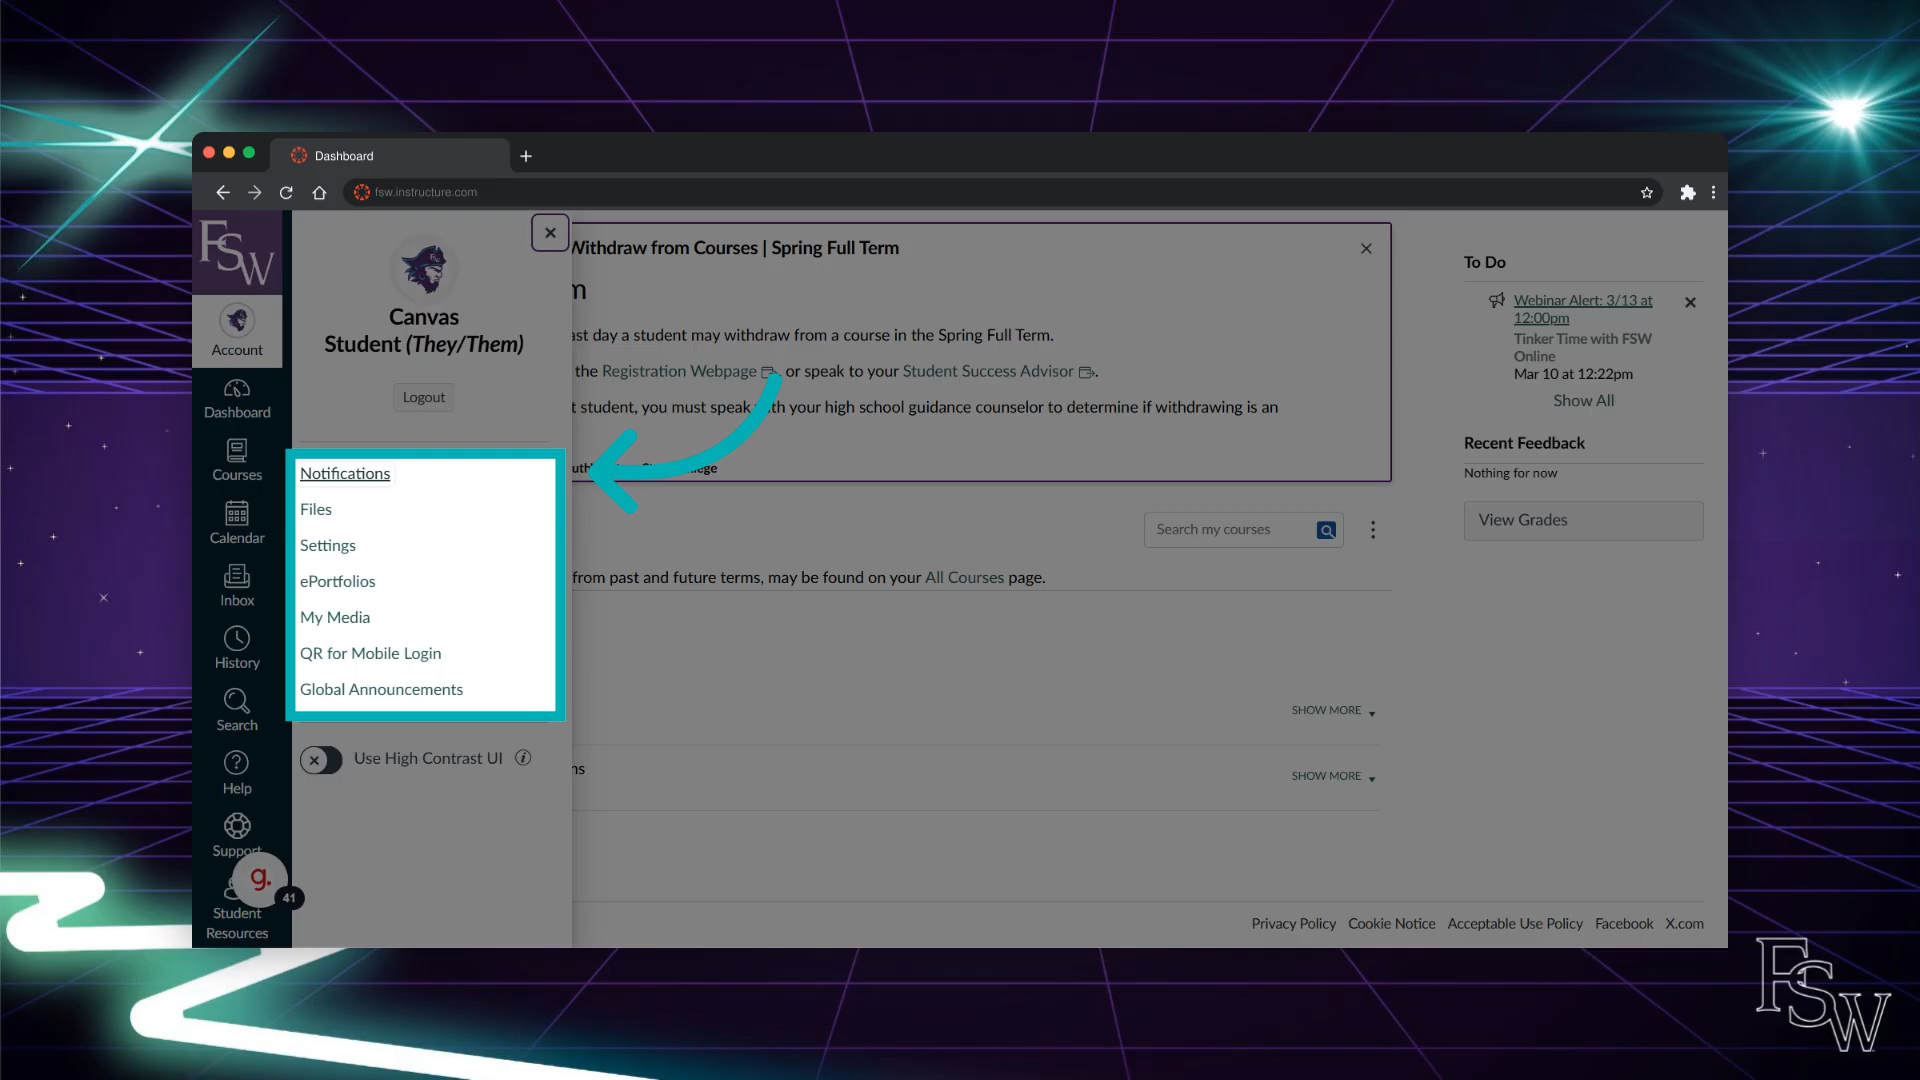 Dashboard
fsw.instructure.com
FSW
Account
Dashboard
Courses
Calendar
Inbox
History
Search
Help
Support
g.
41
Student
Resources
Canvas
Student (They/Them)
Logout
Notifications
Files
Settings
ePortfolios
My Media
QR for Mobile Login
Global Announcements
Use High Contrast UI
Withdraw from Courses | Spring Full Term
m
ast day a student may withdraw from a course in the Spring Full Term.
the Registration Webpage , or speak to your Student Success Advisor .
t student, you must speak with your high school guidance counselor to determine if withdrawing is an
Search my courses
from past and future terms, may be found on your All Courses page.
SHOW MORE
ns
SHOW MORE
To Do
Webinar Alert: 3/13 at
12:00pm
Tinker Time with FSW
Online
Mar 10 at 12:22pm
Show All
Recent Feedback
Nothing for now
View Grades
Privacy Policy Cookie Notice Acceptable Use Policy Facebook X.com
FSW